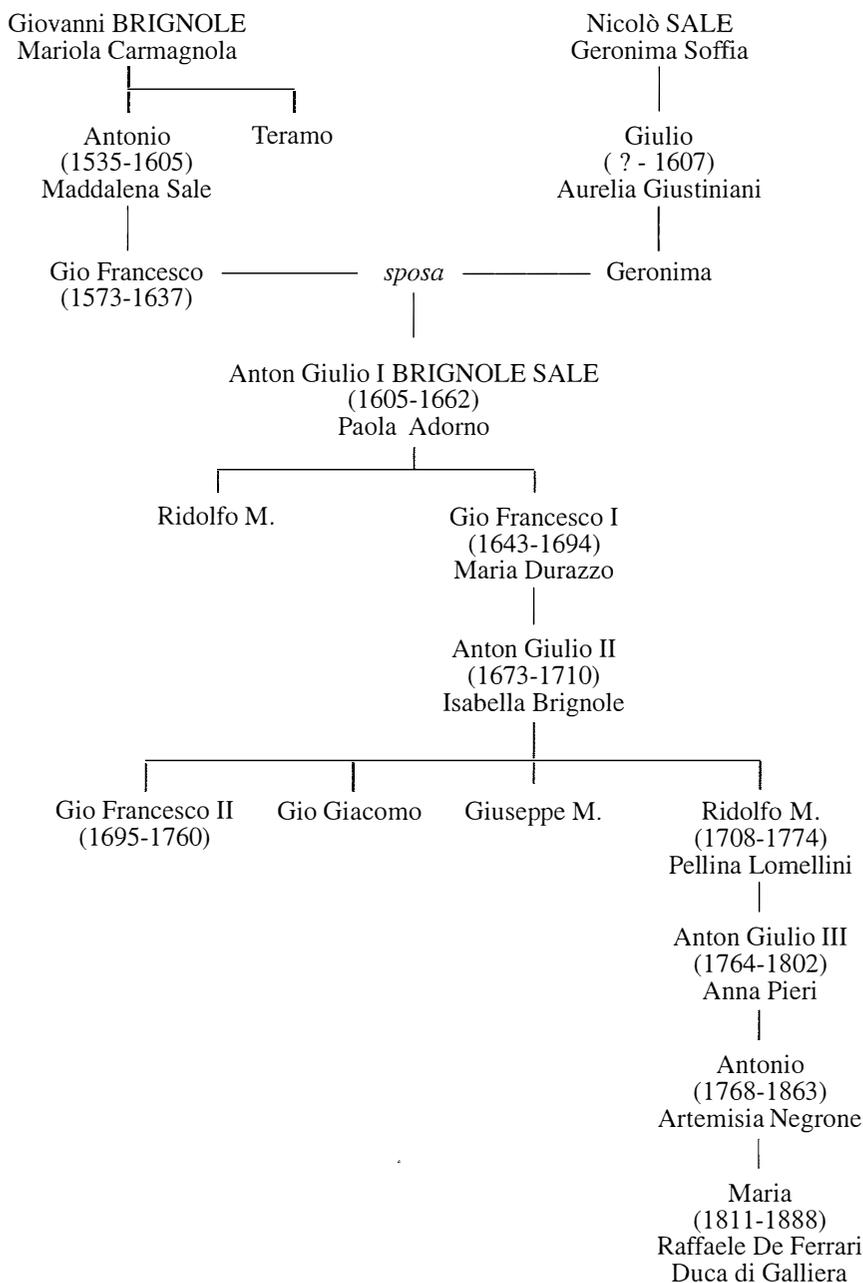 Giovanni BRIGNOLE
Mariola Carmagnola
Nicolò SALE
Geronima Soffia
Antonio
(1535-1605)
Maddalena Sale
Teramo
Giulio
( ? - 1607)
Aurelia Giustiniani
Gio Francesco
(1573-1637)
sposa
Geronima
Anton Giulio I BRIGNOLE SALE
(1605-1662)
Paola Adorno
Ridolfo M.
Gio Francesco I
(1643-1694)
Maria Durazzo
Anton Giulio II
(1673-1710)
Isabella Brignole
Gio Francesco II
(1695-1760)
Gio Giacomo
Giuseppe M.
Ridolfo M.
(1708-1774)
Pellina Lomellini
Anton Giulio III
(1764-1802)
Anna Pieri
Antonio
(1768-1863)
Artemisia Negrone
Maria
(1811-1888)
Raffaele De Ferrari
Duca di Galliera